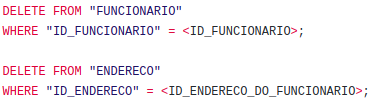 DELETE FROM "FUNCIONARIO"
WHERE "ID_FUNCIONARIO" = <ID_FUNCIONARIO>;
DELETE FROM "ENDERECO"
WHERE "ID_ENDERECO" = <ID_ENDERECO_DO_FUNCIONARIO>;